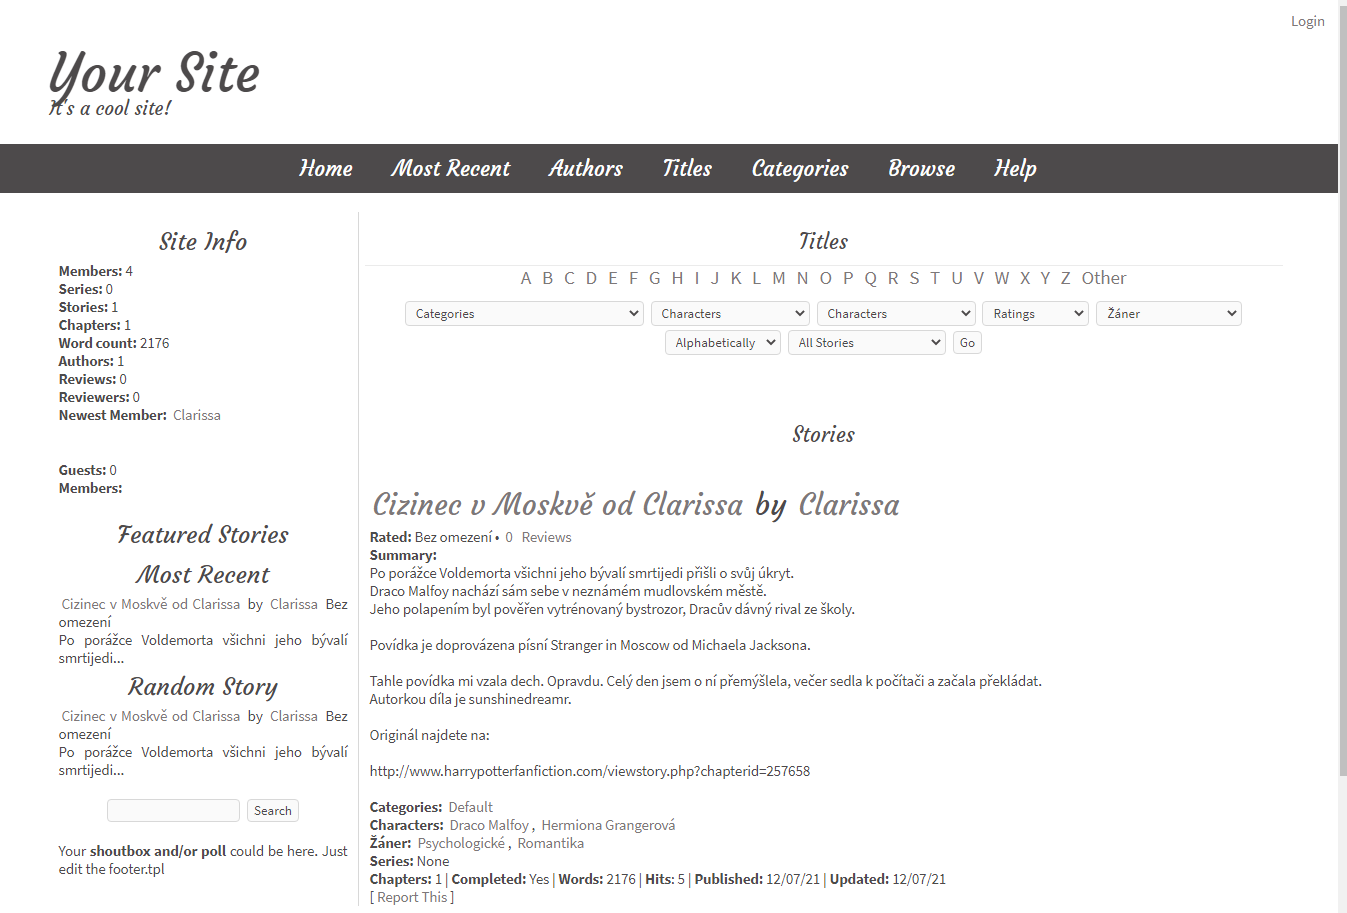 Login
Your Site
It's a cool site!
Home Most Recent Authors Titles Categories Browse Help
Site Info
Members: 4
Series: 0
Stories: 1
Chapters: 1
Word count: 2176
Authors: 1
Reviews: 0
Reviewers: 0
Newest Member: Clarissa
Guests: 0
Members:
Featured Stories
Most Recent
Cizinec v Moskvě od Clarissa by Clarissa Bez
omezení
Po porážce Voldemorta všichni jeho bývalí
smrtijedi...
Random Story
Cizinec v Moskvě od Clarissa by Clarissa Bez
omezení
Po porážce Voldemorta všichni jeho bývalí
smrtijedi...
Search
Your shoutbox and/or poll could be here. Just
edit the footer.tpl
Titles
A B C D E F G H I J K L M N O P Q R S T U V W X Y Z Other
Categories Characters Characters Ratings Žáner
Alphabetically All Stories Go
Stories
Cizinec v Moskvě od Clarissa by Clarissa
Rated: Bez omezení • 0 Reviews
Summary:
Po porážce Voldemorta všichni jeho bývalí smrtijedi přišli o svůj úkryt.
Draco Malfoy nachází sám sebe v neznámém mudlovském městě.
Jeho polapením byl pověřen vytrénovaný bystrozor, Dracův dávný rival ze školy.
Povídka je doprovázena písní Stranger in Moscow od Michaela Jacksona.
Tahle povídka mi vzala dech. Opravdu. Celý den jsem o ní přemýšlela, večer sedla k počítači a začala překládat.
Autorkou díla je sunshinedreamr.
Originál najdete na:
http://www.harrypotterfanfiction.com/viewstory.php?chapterid=257658
Categories: Default
Characters: Draco Malfoy , Hermiona Grangerová
Žáner: Psychologické , Romantika
Series: None
Chapters: 1 | Completed: Yes | Words: 2176 | Hits: 5 | Published: 12/07/21 | Updated: 12/07/21
[ Report This ]